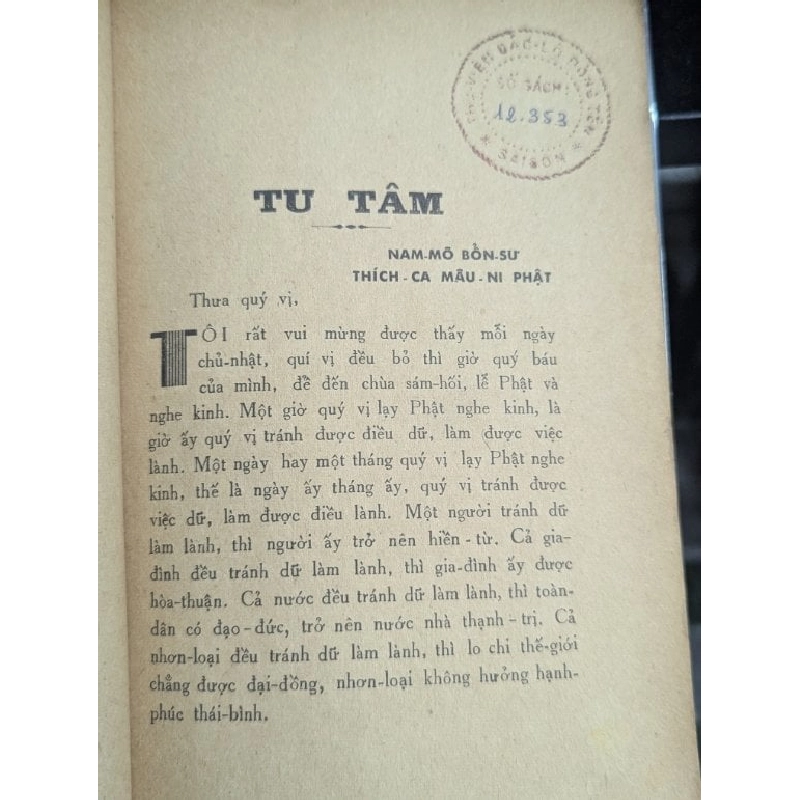 THƯ-VIỆN ĐẮC-LỘ DÒNG TÊN
SỐ SÁCH :
12.353
* SAIGON *
TU TÂM
NAM-MÔ BỔN-SƯ
THÍCH-CA MÂU-NI PHẬT
Thưa quý vị,
TÔI rất vui mừng được thấy mỗi ngày
chủ-nhật, quí vị đều bỏ thì giờ quý báu
của mình, để đến chùa sám-hối, lễ Phật và
nghe kinh. Một giờ quý vị lạy Phật nghe kinh, là
giờ ấy quý vị tránh được điều dữ, làm được việc
lành. Một ngày hay một tháng quý vị lạy Phật nghe
kinh, thế là ngày ấy tháng ấy, quý vị tránh được
việc dữ, làm được điều lành. Một người tránh dữ
làm lành, thì người ấy trở nên hiền-từ. Cả gia-
đình đều tránh dữ làm lành, thì gia-đình ấy được
hòa-thuận. Cả nước đều tránh dữ làm lành, thì toàn-
dân có đạo-đức, trở nên nước nhà thạnh-trị. Cả
nhơn-loại đều tránh dữ làm lành, thì lo chi thế-giới
chẳng được đại-đồng, nhơn-loại không hưởng hạnh-
phúc thái-bình.